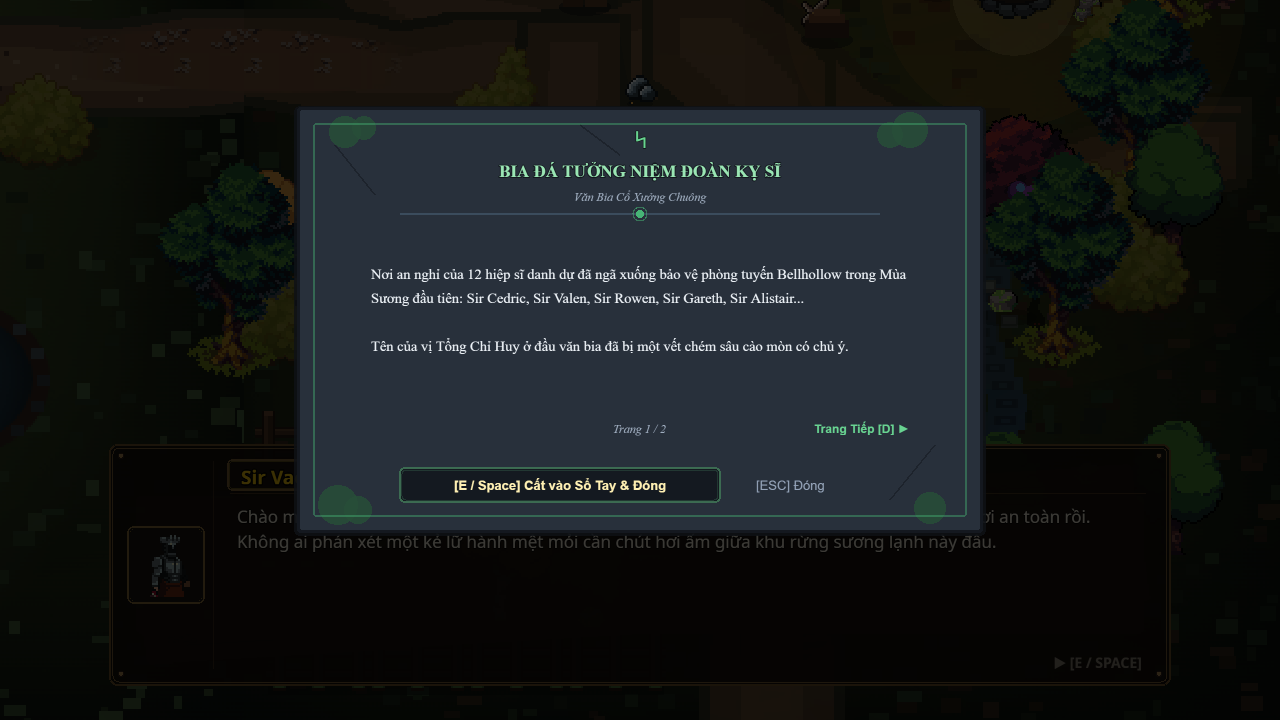 BIA ĐÁ TƯỞNG NIỆM ĐOÀN KỴ SĨ
Văn Bia Cổ Xưởng Chuông
Nơi an nghỉ của 12 hiệp sĩ danh dự đã ngã xuống bảo vệ phòng tuyến Bellhollow trong Mùa
Sương đầu tiên: Sir Cedric, Sir Valen, Sir Rowen, Sir Gareth, Sir Alistair...
Tên của vị Tổng Chỉ Huy ở đầu văn bia đã bị một vết chém sâu cào mòn có chủ ý.
Trang 1 / 2
Trang Tiếp [D] ▶
[E / Space] Cất vào Sổ Tay & Đóng
[ESC] Đóng
Sir
Chào
an toàn rồi.
Không ai phán xét một kẻ lữ hành mệt mỏi cần chút hơi ấm giữa khu rừng sương lạnh này đâu.
▶ [E / SPACE]